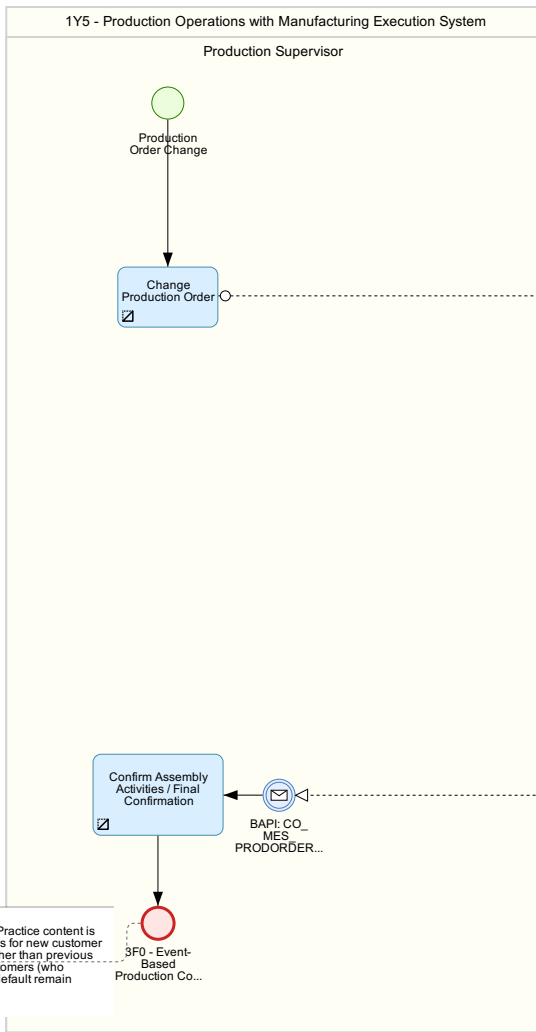 1Y5 - Production Operations with Manufacturing Execution System
Production Supervisor
Production
Order Change
Change
Production Order
Confirm Assembly
Activities / Final
Confirmation
BAPI: CO_
MES_
PRODORDER...
Practice content is
s for new customer
her than previous
omers (who
efault remain
3F0 - Event-
Based
Production Co...